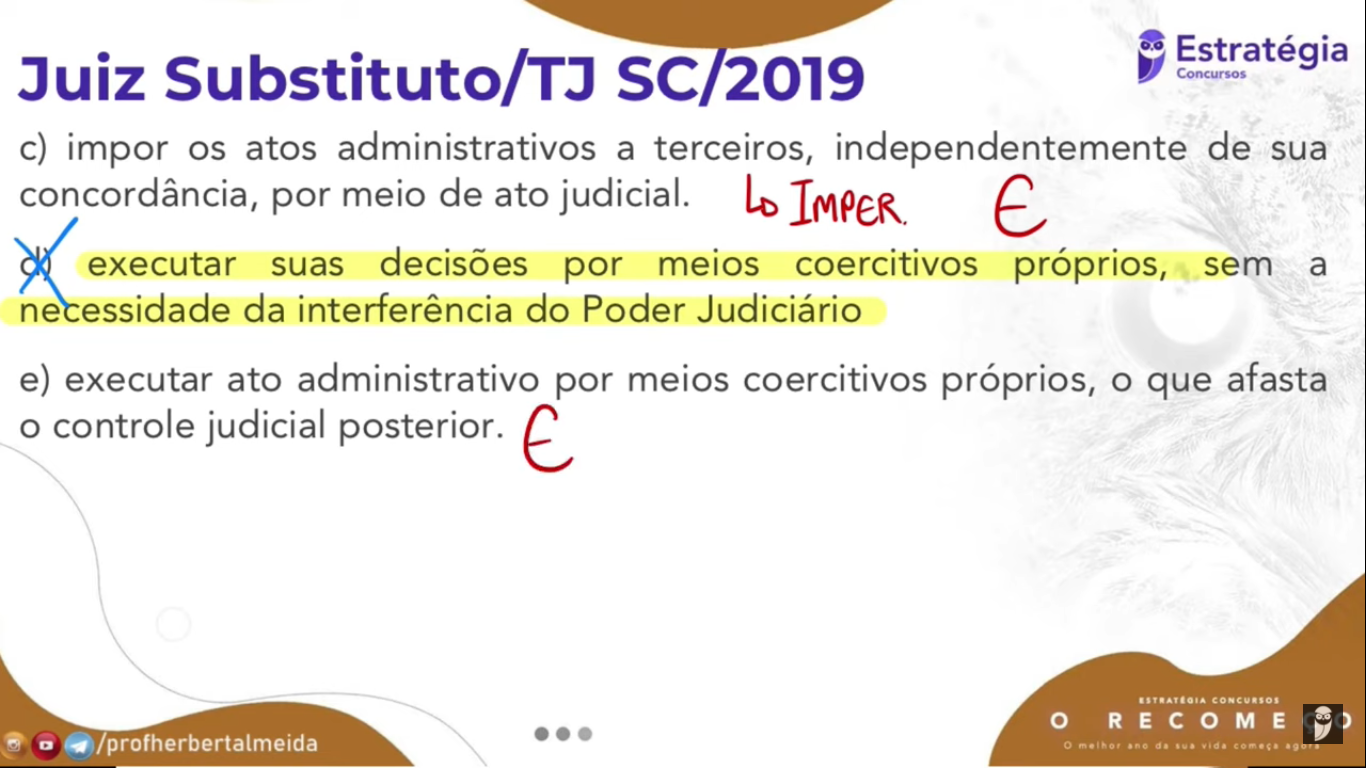 Juiz Substituto/TJ SC/2019
Estratégia
Concursos
c) impor os atos administrativos a terceiros, independentemente de sua
concordância, por meio de ato judicial.
↳ IMPER. E
d) executar suas decisões por meios coercitivos próprios, sem a
necessidade da interferência do Poder Judiciário
e) executar ato administrativo por meios coercitivos próprios, o que afasta
o controle judicial posterior.
E
/profherbertalmeida
ESTRATÉGIA CONCURSOS
O RECOMEÇO
O melhor ano da sua vida começa agora